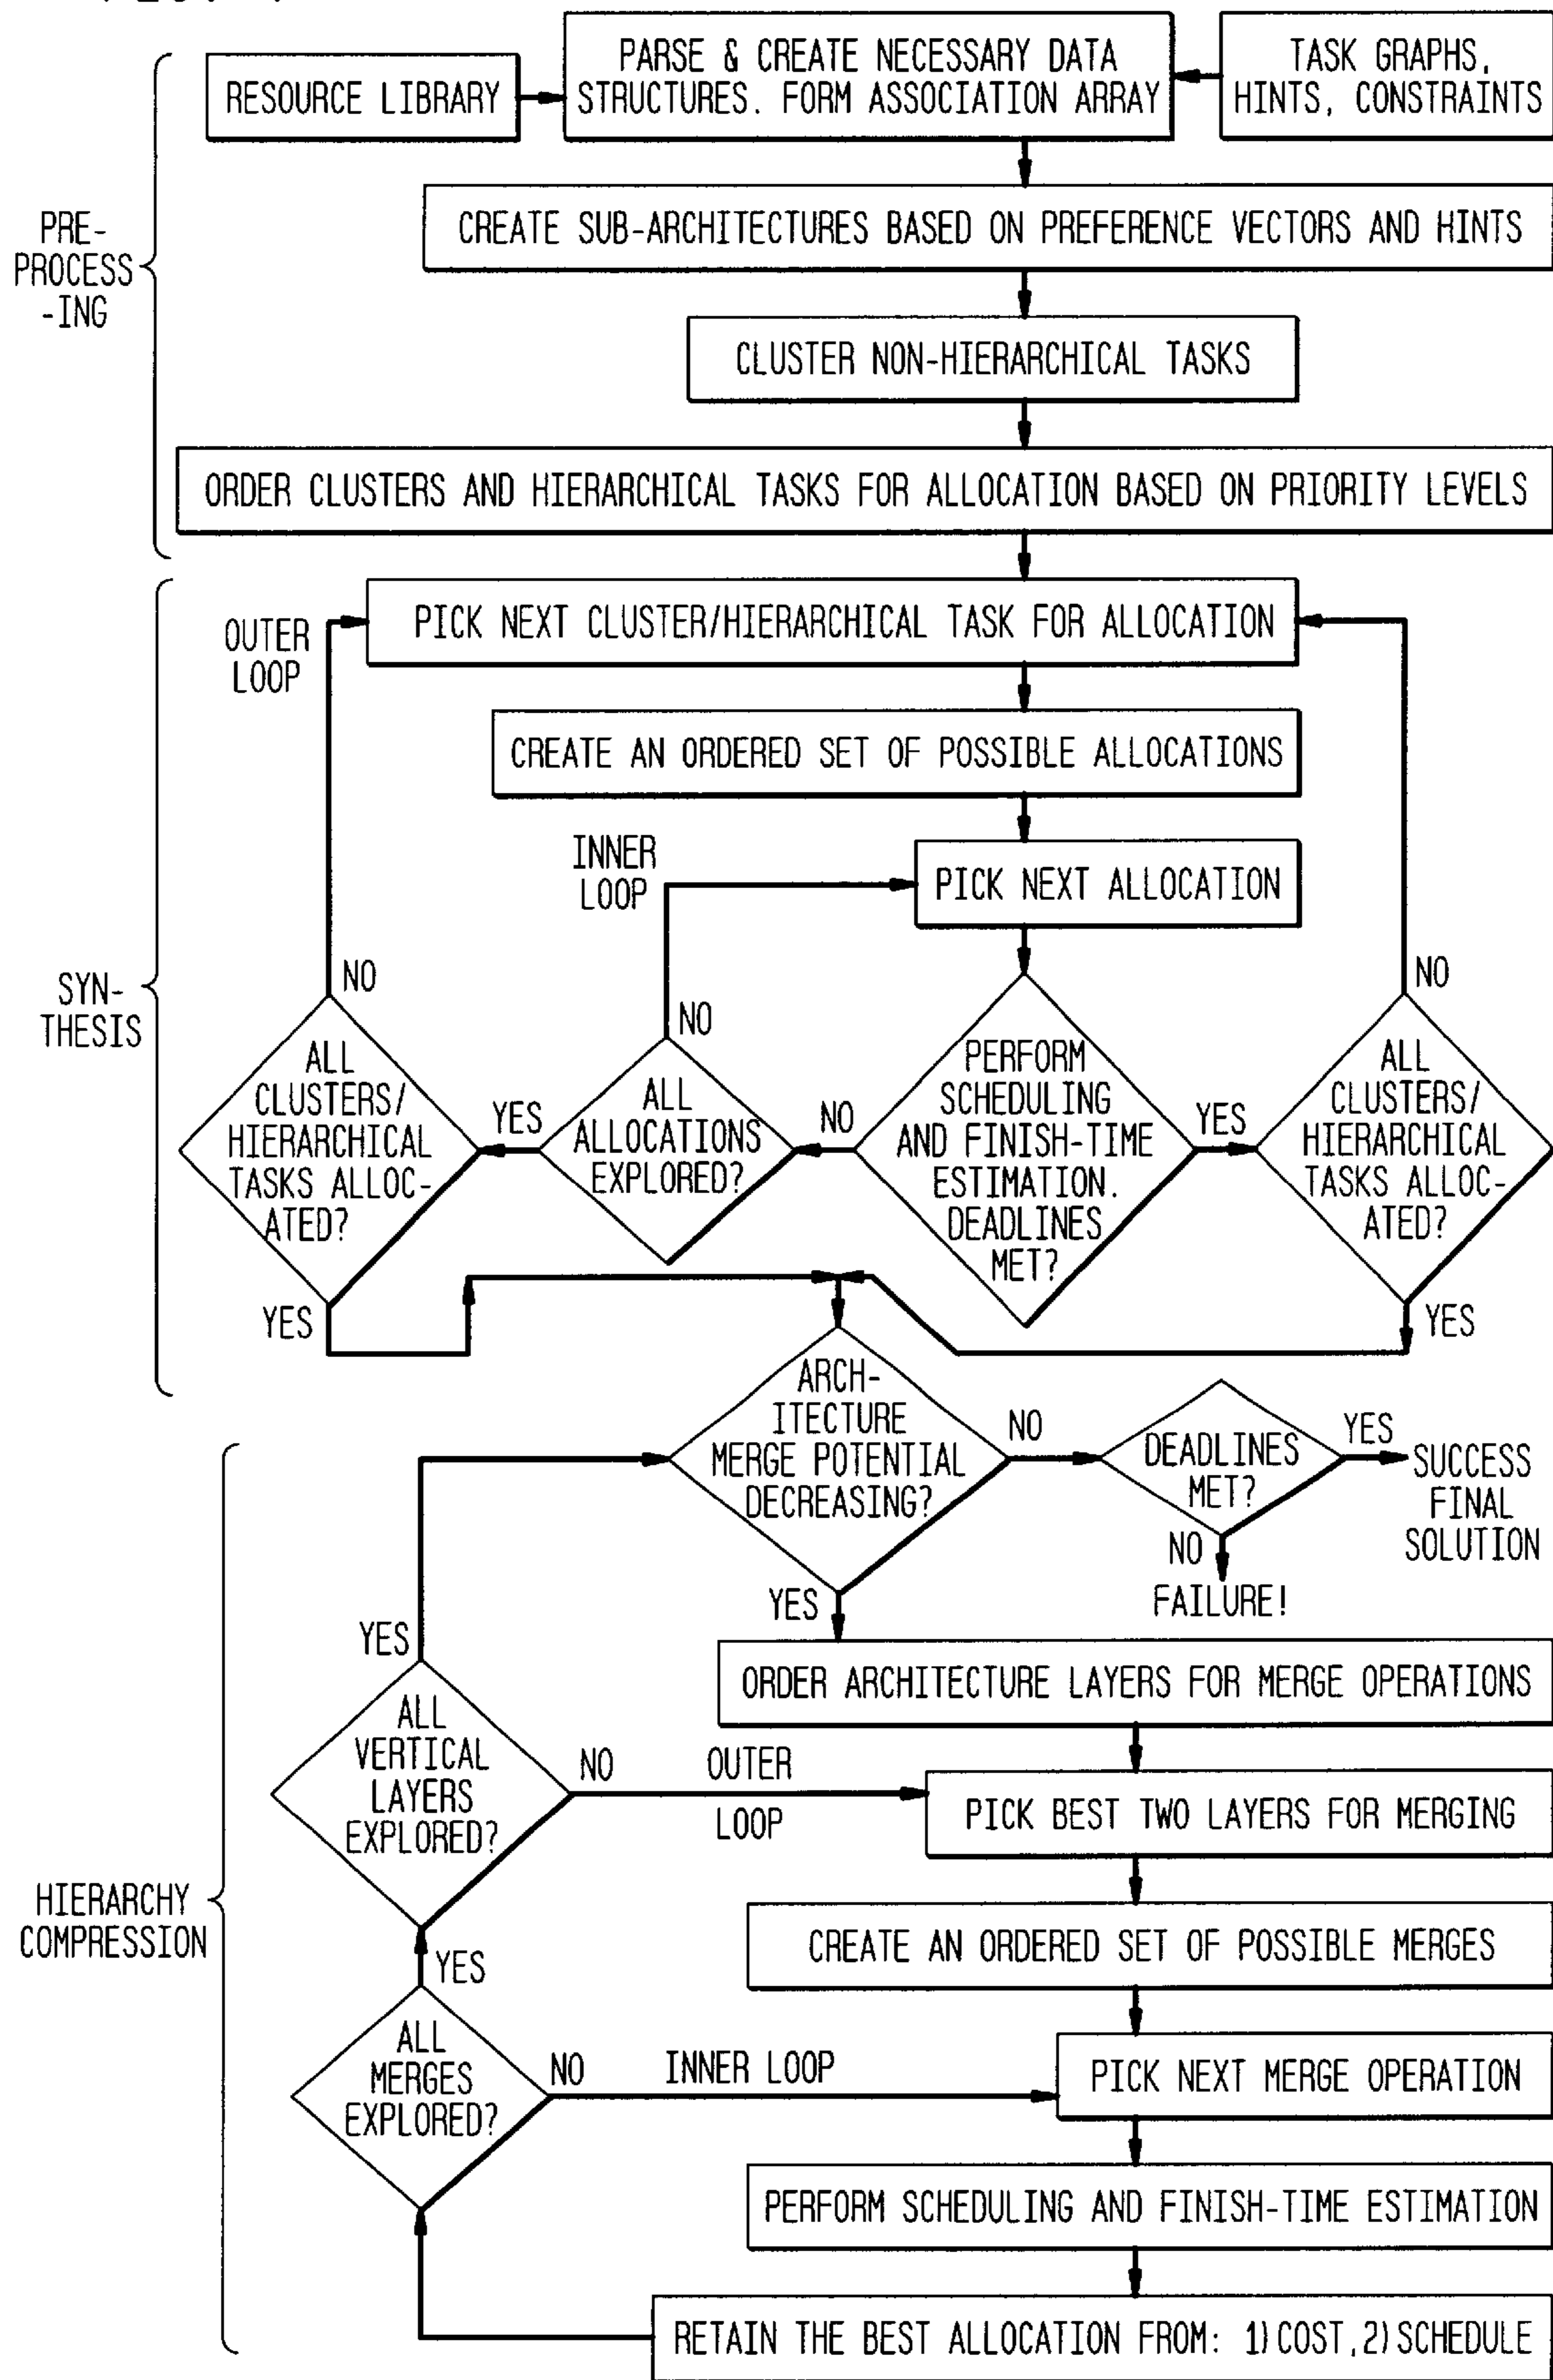 RESOURCE LIBRARY
PARSE & CREATE NECESSARY DATA
STRUCTURES. FORM ASSOCIATION ARRAY
TASK GRAPHS,
HINTS, CONSTRAINTS
PRE-
PROCESS
-ING
CREATE SUB-ARCHITECTURES BASED ON PREFERENCE VECTORS AND HINTS
CLUSTER NON-HIERARCHICAL TASKS
ORDER CLUSTERS AND HIERARCHICAL TASKS FOR ALLOCATION BASED ON PRIORITY LEVELS
OUTER
LOOP
PICK NEXT CLUSTER/HIERARCHICAL TASK FOR ALLOCATION
CREATE AN ORDERED SET OF POSSIBLE ALLOCATIONS
INNER
LOOP
PICK NEXT ALLOCATION
SYN-
THESIS
NO
ALL
CLUSTERS/
HIERARCHICAL
TASKS ALLOC-
ATED?
YES
NO
ALL
ALLOCATIONS
EXPLORED?
NO
PERFORM
SCHEDULING
AND FINISH-TIME
ESTIMATION.
DEADLINES
MET?
YES
NO
ALL
CLUSTERS/
HIERARCHICAL
TASKS ALLOC-
ATED?
YES
YES
ARCH-
ITECTURE
MERGE POTENTIAL
DECREASING?
NO
DEADLINES
MET?
YES
SUCCESS
FINAL
SOLUTION
NO
FAILURE!
YES
ORDER ARCHITECTURE LAYERS FOR MERGE OPERATIONS
YES
ALL
VERTICAL
LAYERS
EXPLORED?
NO
OUTER
LOOP
PICK BEST TWO LAYERS FOR MERGING
HIERARCHY
COMPRESSION
CREATE AN ORDERED SET OF POSSIBLE MERGES
YES
ALL
MERGES
EXPLORED?
NO
INNER LOOP
PICK NEXT MERGE OPERATION
PERFORM SCHEDULING AND FINISH-TIME ESTIMATION
RETAIN THE BEST ALLOCATION FROM: 1)COST,2)SCHEDULE